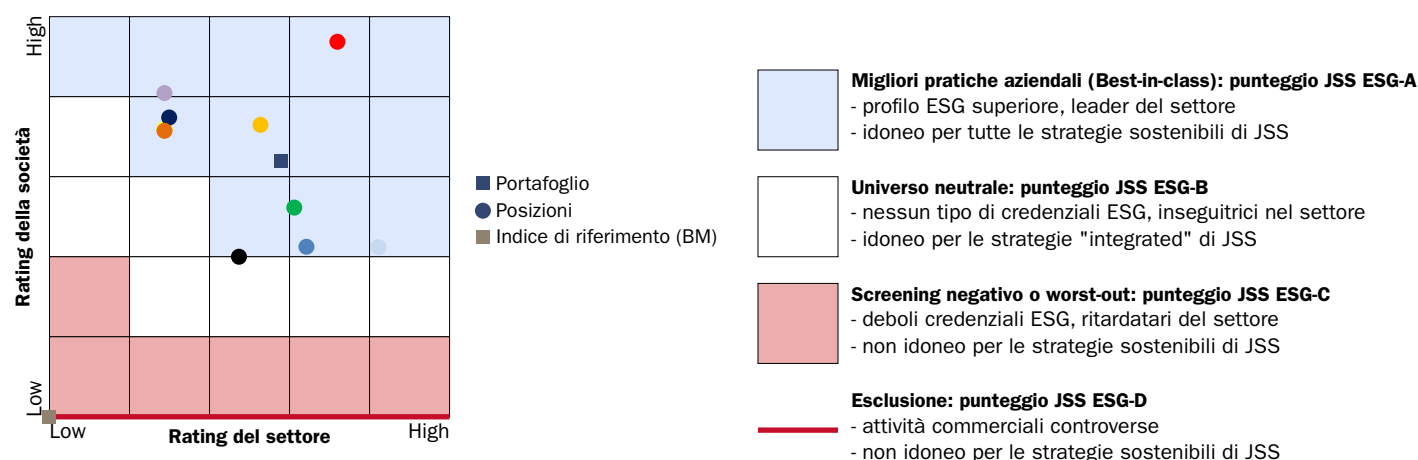 High
Rating della società
Low
Low
Rating del settore
High
Portafoglio
Posizioni
Indice di riferimento (BM)
Migliori pratiche aziendali (Best-in-class): punteggio JSS ESG-A
- profilo ESG superiore, leader del settore
- idoneo per tutte le strategie sostenibili di JSS
Universo neutrale: punteggio JSS ESG-B
- nessun tipo di credenziali ESG, inseguitrici nel settore
- idoneo per le strategie "integrated" di JSS
Screening negativo o worst-out: punteggio JSS ESG-C
- deboli credenziali ESG, ritardatari del settore
- non idoneo per le strategie sostenibili di JSS
Esclusione: punteggio JSS ESG-D
- attività commerciali controverse
- non idoneo per le strategie sostenibili di JSS